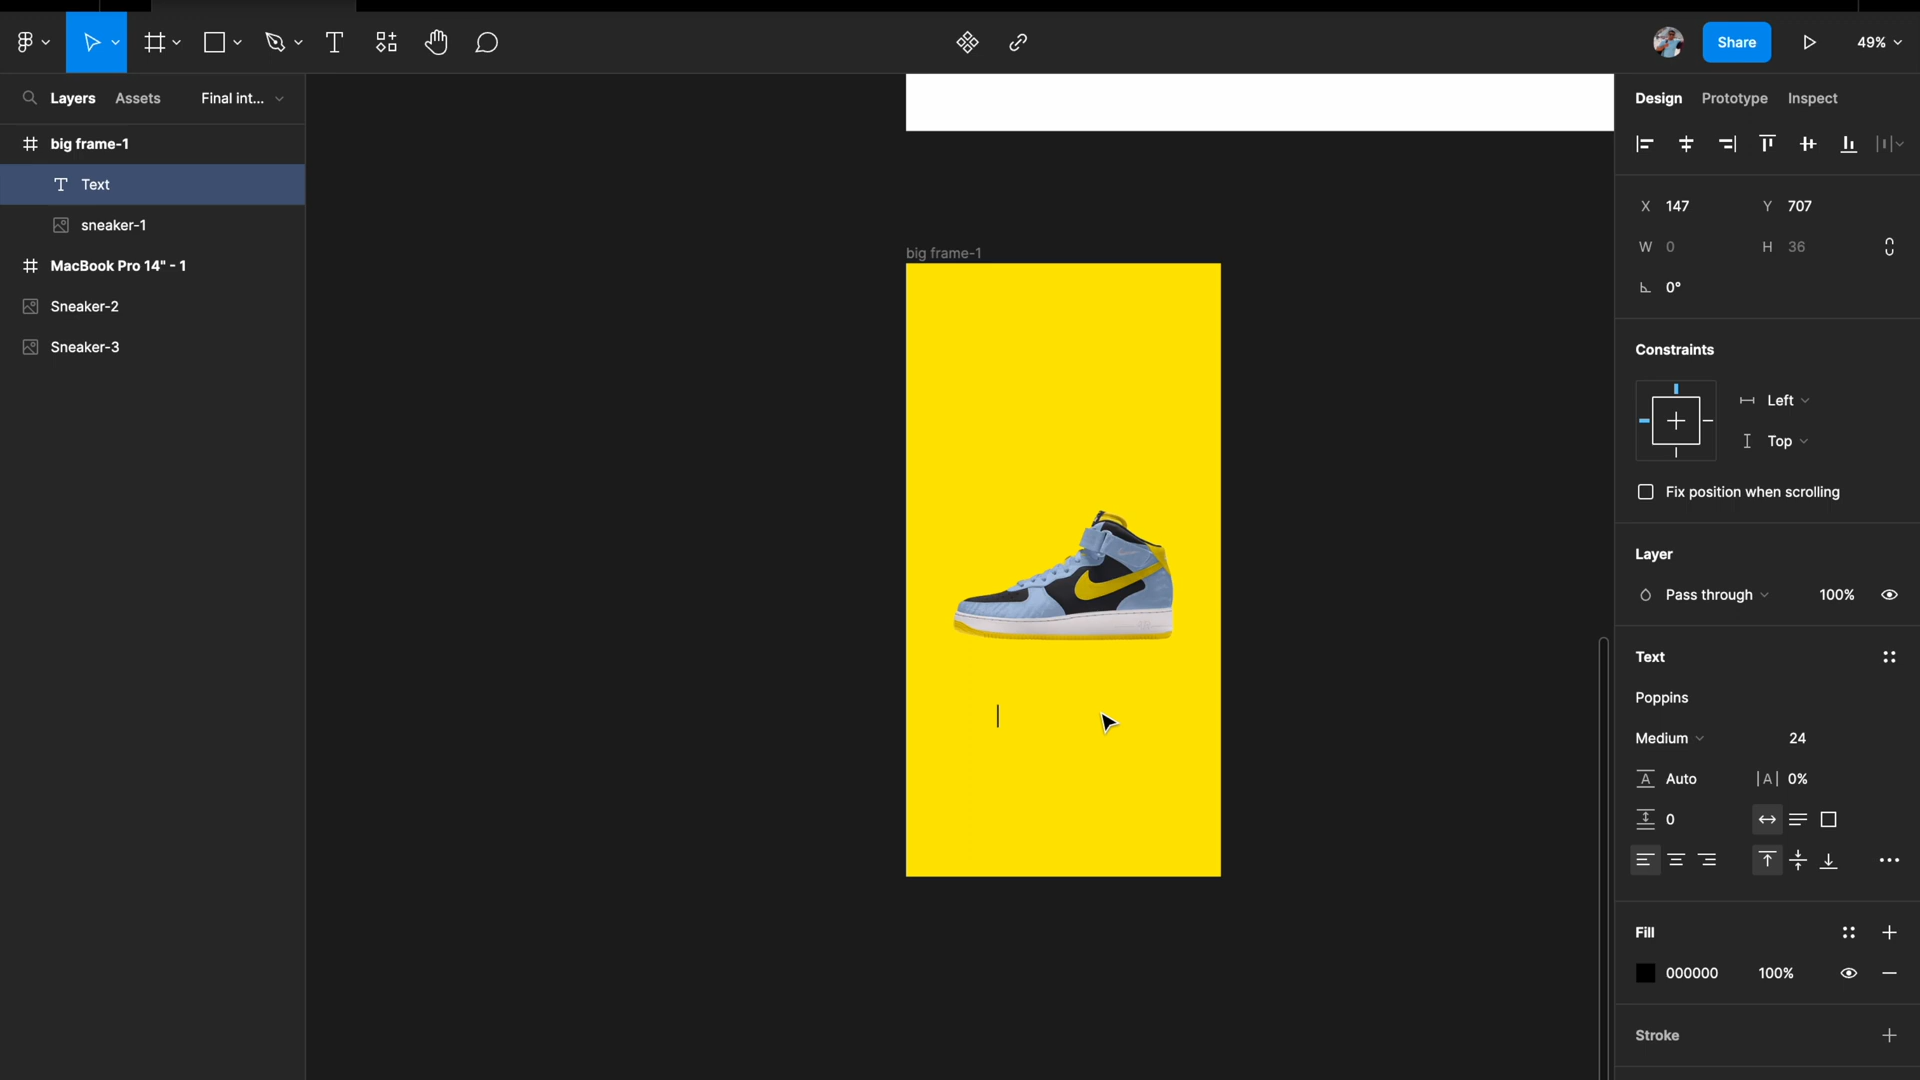 Share
49%
Layers
Assets
Final int...
Design
Prototype
Inspect
big frame-1
Text
sneaker-1
MacBook Pro 14" - 1
Sneaker-2
Sneaker-3
big frame-1
X 147
Y 707
W 0
H 36
0°
Constraints
Left
Top
Fix position when scrolling
Layer
Pass through
100%
Text
Poppins
Medium
24
Auto
0%
0
Fill
000000
100%
Stroke